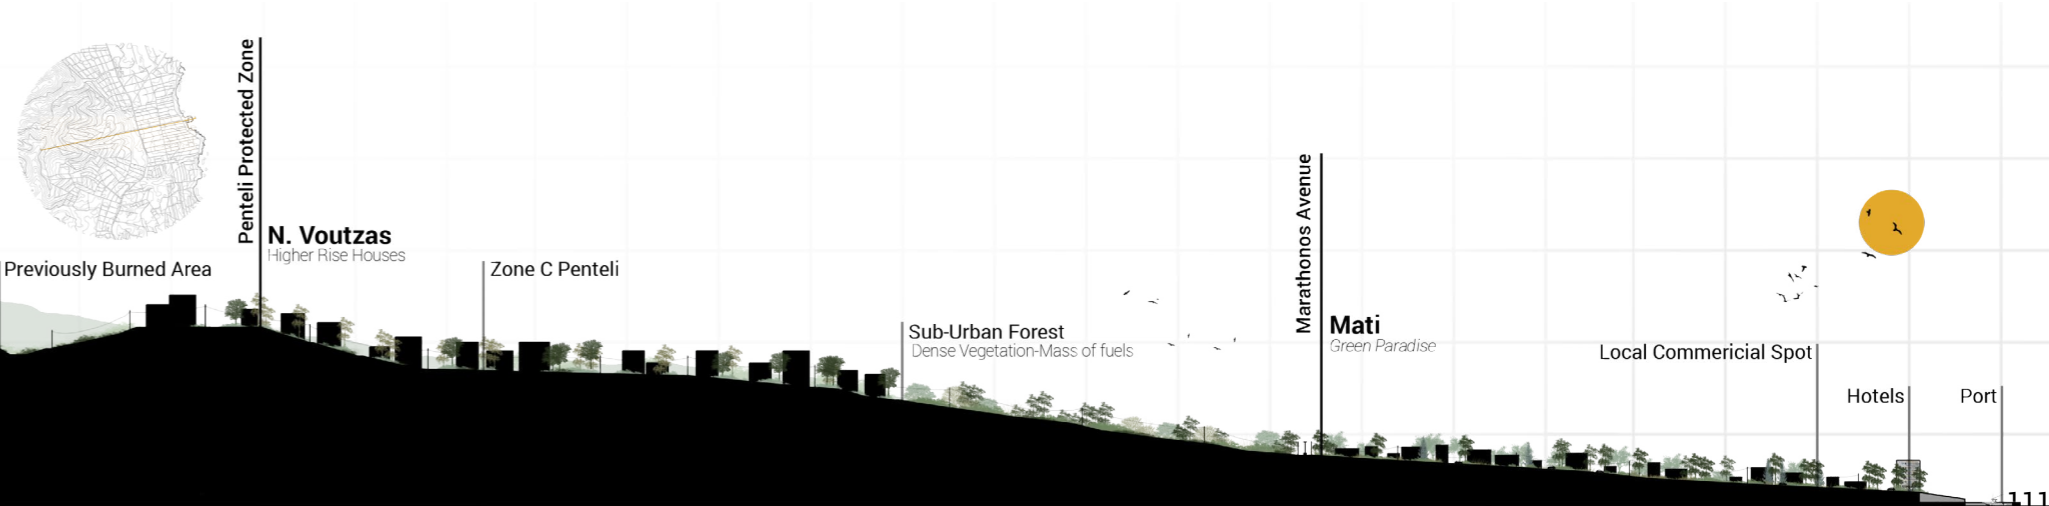 Penteli Protected Zone
N. Voutzas
Higher Rise Houses
Previously Burned Area
Zone C Penteli
Sub-Urban Forest
Dense Vegetation-Mass of fuels
Marathonos Avenue
Mati
Green Paradise
Local Commericial Spot
Hotels
Port
111